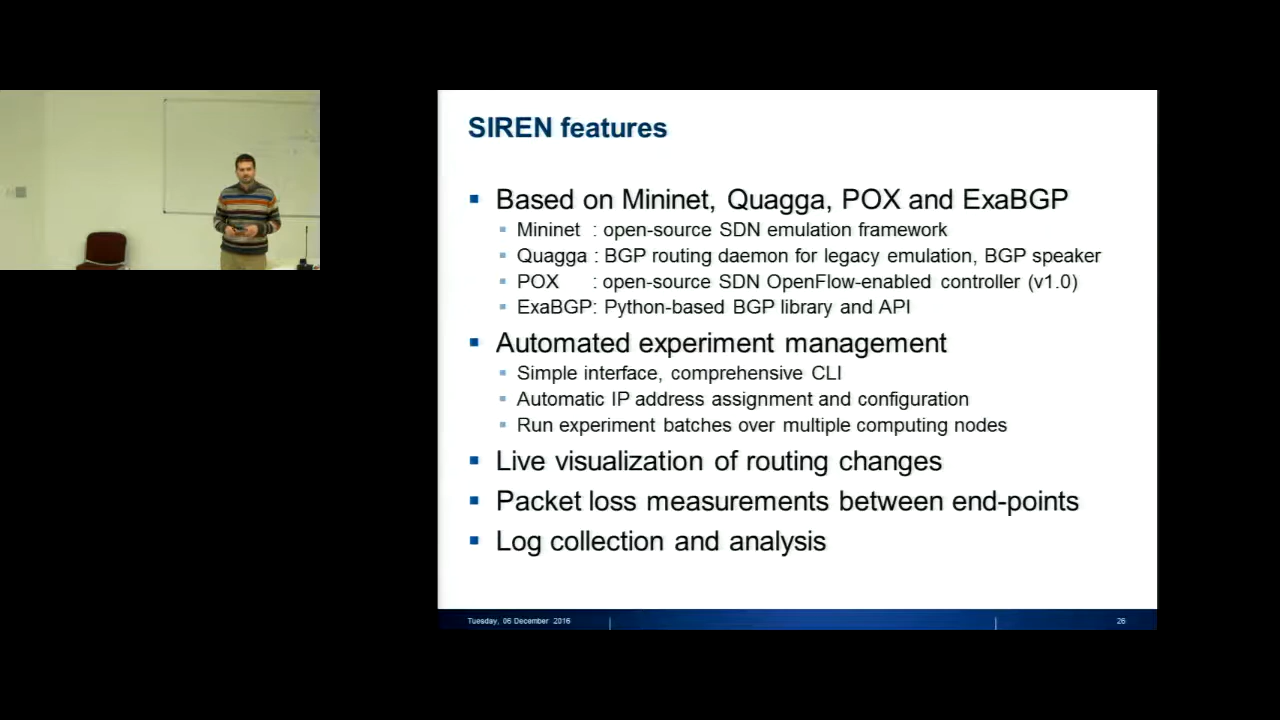 SIREN features
Based on Mininet, Quagga, POX and ExaBGP
Mininet : open-source SDN emulation framework
Quagga : BGP routing daemon for legacy emulation, BGP speaker
POX : open-source SDN OpenFlow-enabled controller (v1.0)
ExaBGP: Python-based BGP library and API
Automated experiment management
Simple interface, comprehensive CLI
Automatic IP address assignment and configuration
Run experiment batches over multiple computing nodes
Live visualization of routing changes
Packet loss measurements between end-points
Log collection and analysis
Tuesday, 06 December 2016
26